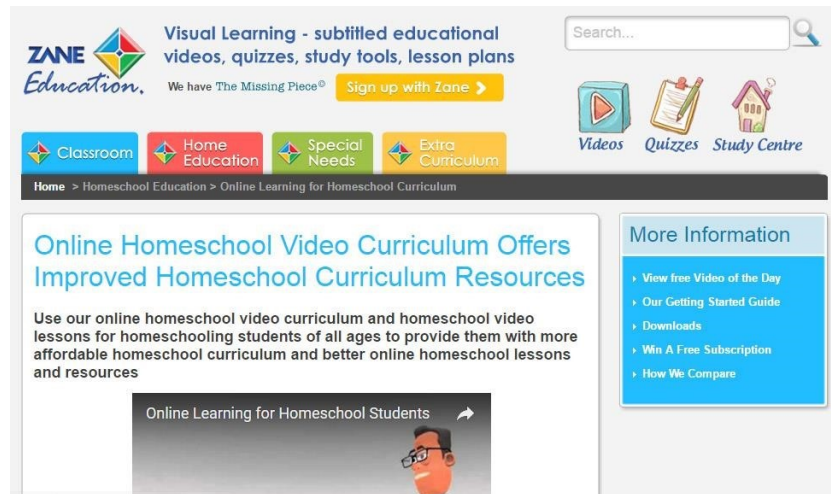 ZANE
Education.
Visual Learning - subtitled educational
videos, quizzes, study tools, lesson plans
We have The Missing Piece©
Sign up with Zane
Search...
Videos
Quizzes
Study Centre
Classroom
Home
Education
Special
Needs
Extra
Curriculum
Home > Homeschool Education > Online Learning for Homeschool Curriculum
Online Homeschool Video Curriculum Offers
Improved Homeschool Curriculum Resources
Use our online homeschool video curriculum and homeschool video
lessons for homeschooling students of all ages to provide them with more
affordable homeschool curriculum and better online homeschool lessons
and resources
Online Learning for Homeschool Students
More Information
View free Video of the Day
Our Getting Started Guide
Downloads
Win A Free Subscription
How We Compare